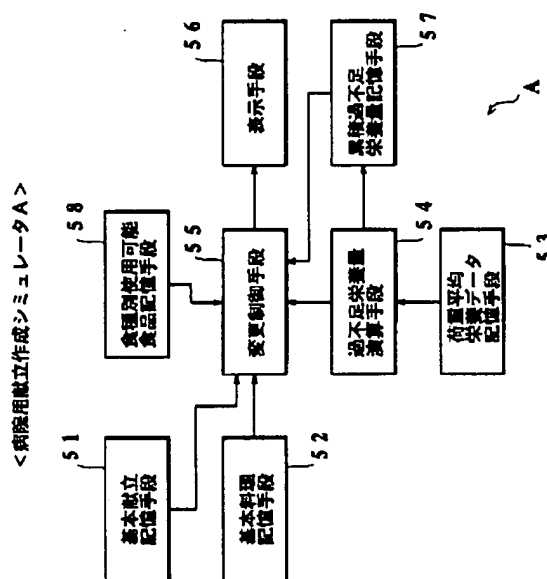 <病院用献立作成シミュレータA>
51
基本献立
記憶手段
52
基本料理
記憶手段
58
食種別使用可能
食品記憶手段
55
変更制御手段
54
過不足栄養量
演算手段
53
荷重平均
栄養データ
記憶手段
56
表示手段
57
累積過不足
栄養量記憶手段
A